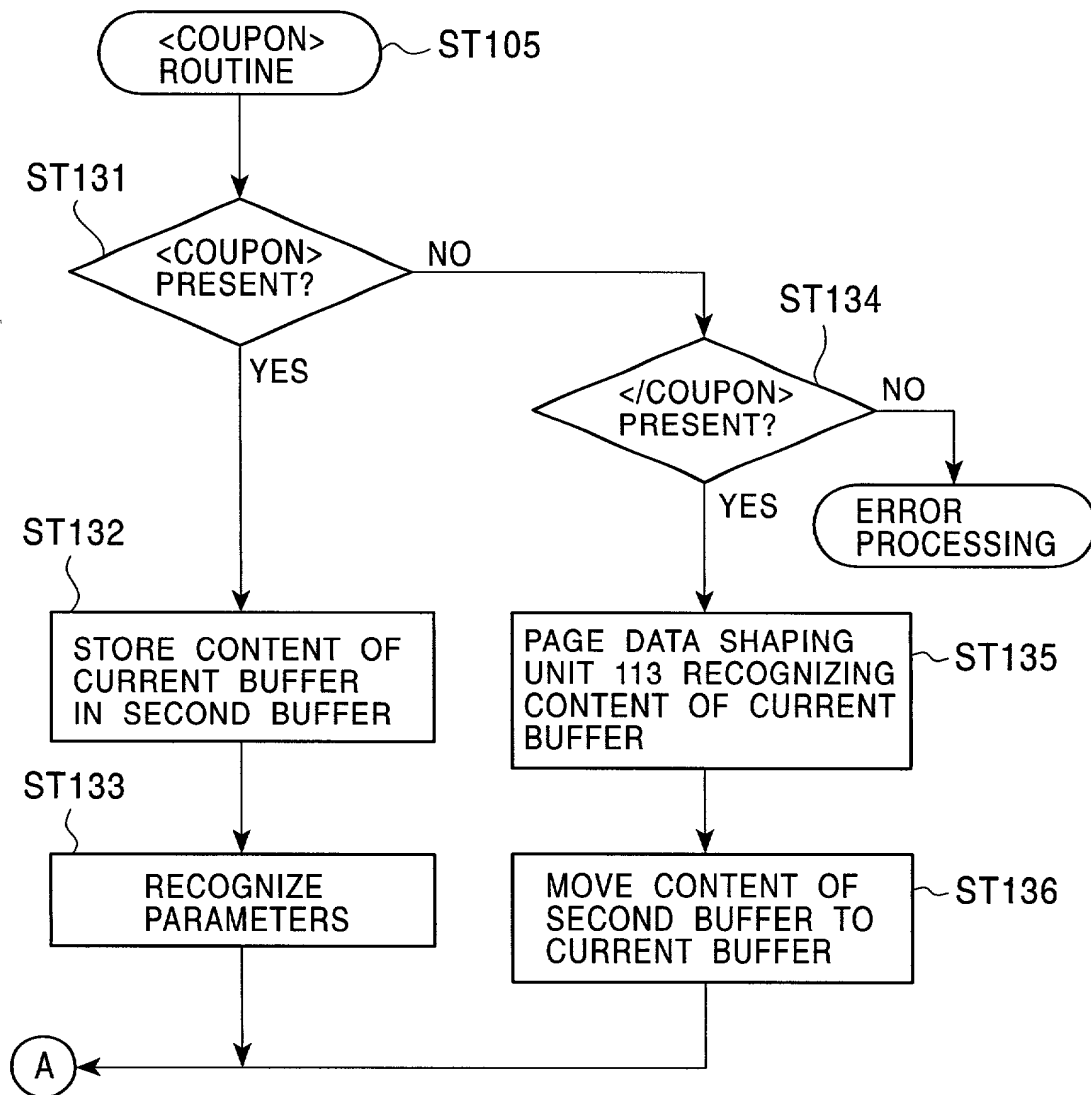 <COUPON>
ROUTINE
ST105
ST131
<COUPON>
PRESENT?
NO
YES
ST134
</COUPON>
PRESENT?
NO
YES
ERROR
PROCESSING
ST132
STORE CONTENT OF
CURRENT BUFFER
IN SECOND BUFFER
PAGE DATA SHAPING
UNIT 113 RECOGNIZING
CONTENT OF CURRENT
BUFFER
ST135
ST133
RECOGNIZE
PARAMETERS
MOVE CONTENT OF
SECOND BUFFER TO
CURRENT BUFFER
ST136
A